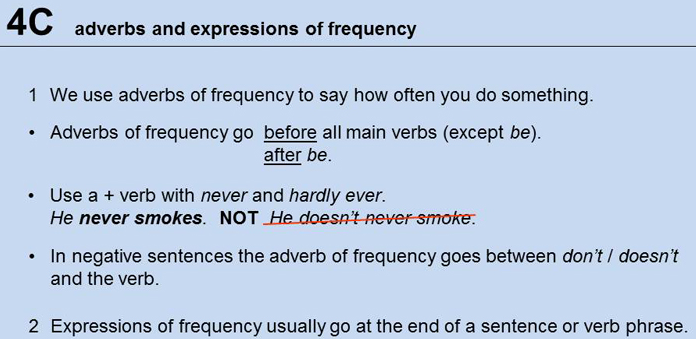 4C adverbs and expressions of frequency
1 We use adverbs of frequency to say how often you do something.
• Adverbs of frequency go before all main verbs (except be).
after be.
• Use a + verb with never and hardly ever.
He never smokes. NOT He doesn't never smoke.
• In negative sentences the adverb of frequency goes between don't / doesn't
and the verb.
2 Expressions of frequency usually go at the end of a sentence or verb phrase.